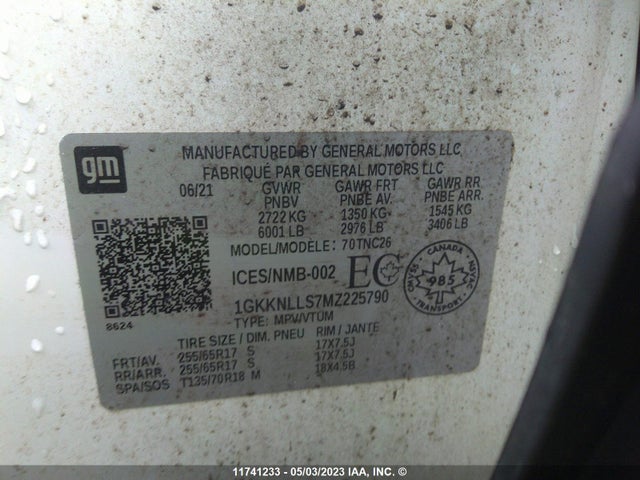 gm
MANUFACTURED BY GENERAL MOTORS LLC
FABRIQUÉ PAR GENERAL MOTORS LLC
06/21 GVWR GAWR FRT GAWR RR
PNBV PNBE AV. PNBE ARR.
2722 KG 1350 KG 1545 KG
6001 LB 2976 LB 3406 LB
MODEL/MODÈLE: 70TNC26
ICES/NMB-002 EC
CANADA
985
1GKKNLLS7MZ225790
8624
TYPE: MPV/VTUM
TIRE SIZE / DIM. PNEU RIM / JANTE
FRT/AV. 255/65R17 S 17X7.5J
RR/ARR. 255/65R17 S 17X7.5J
SPA/SOS T135/70R18 M 18X4.5B
11741233 - 05/03/2023 IAA, INC. ©